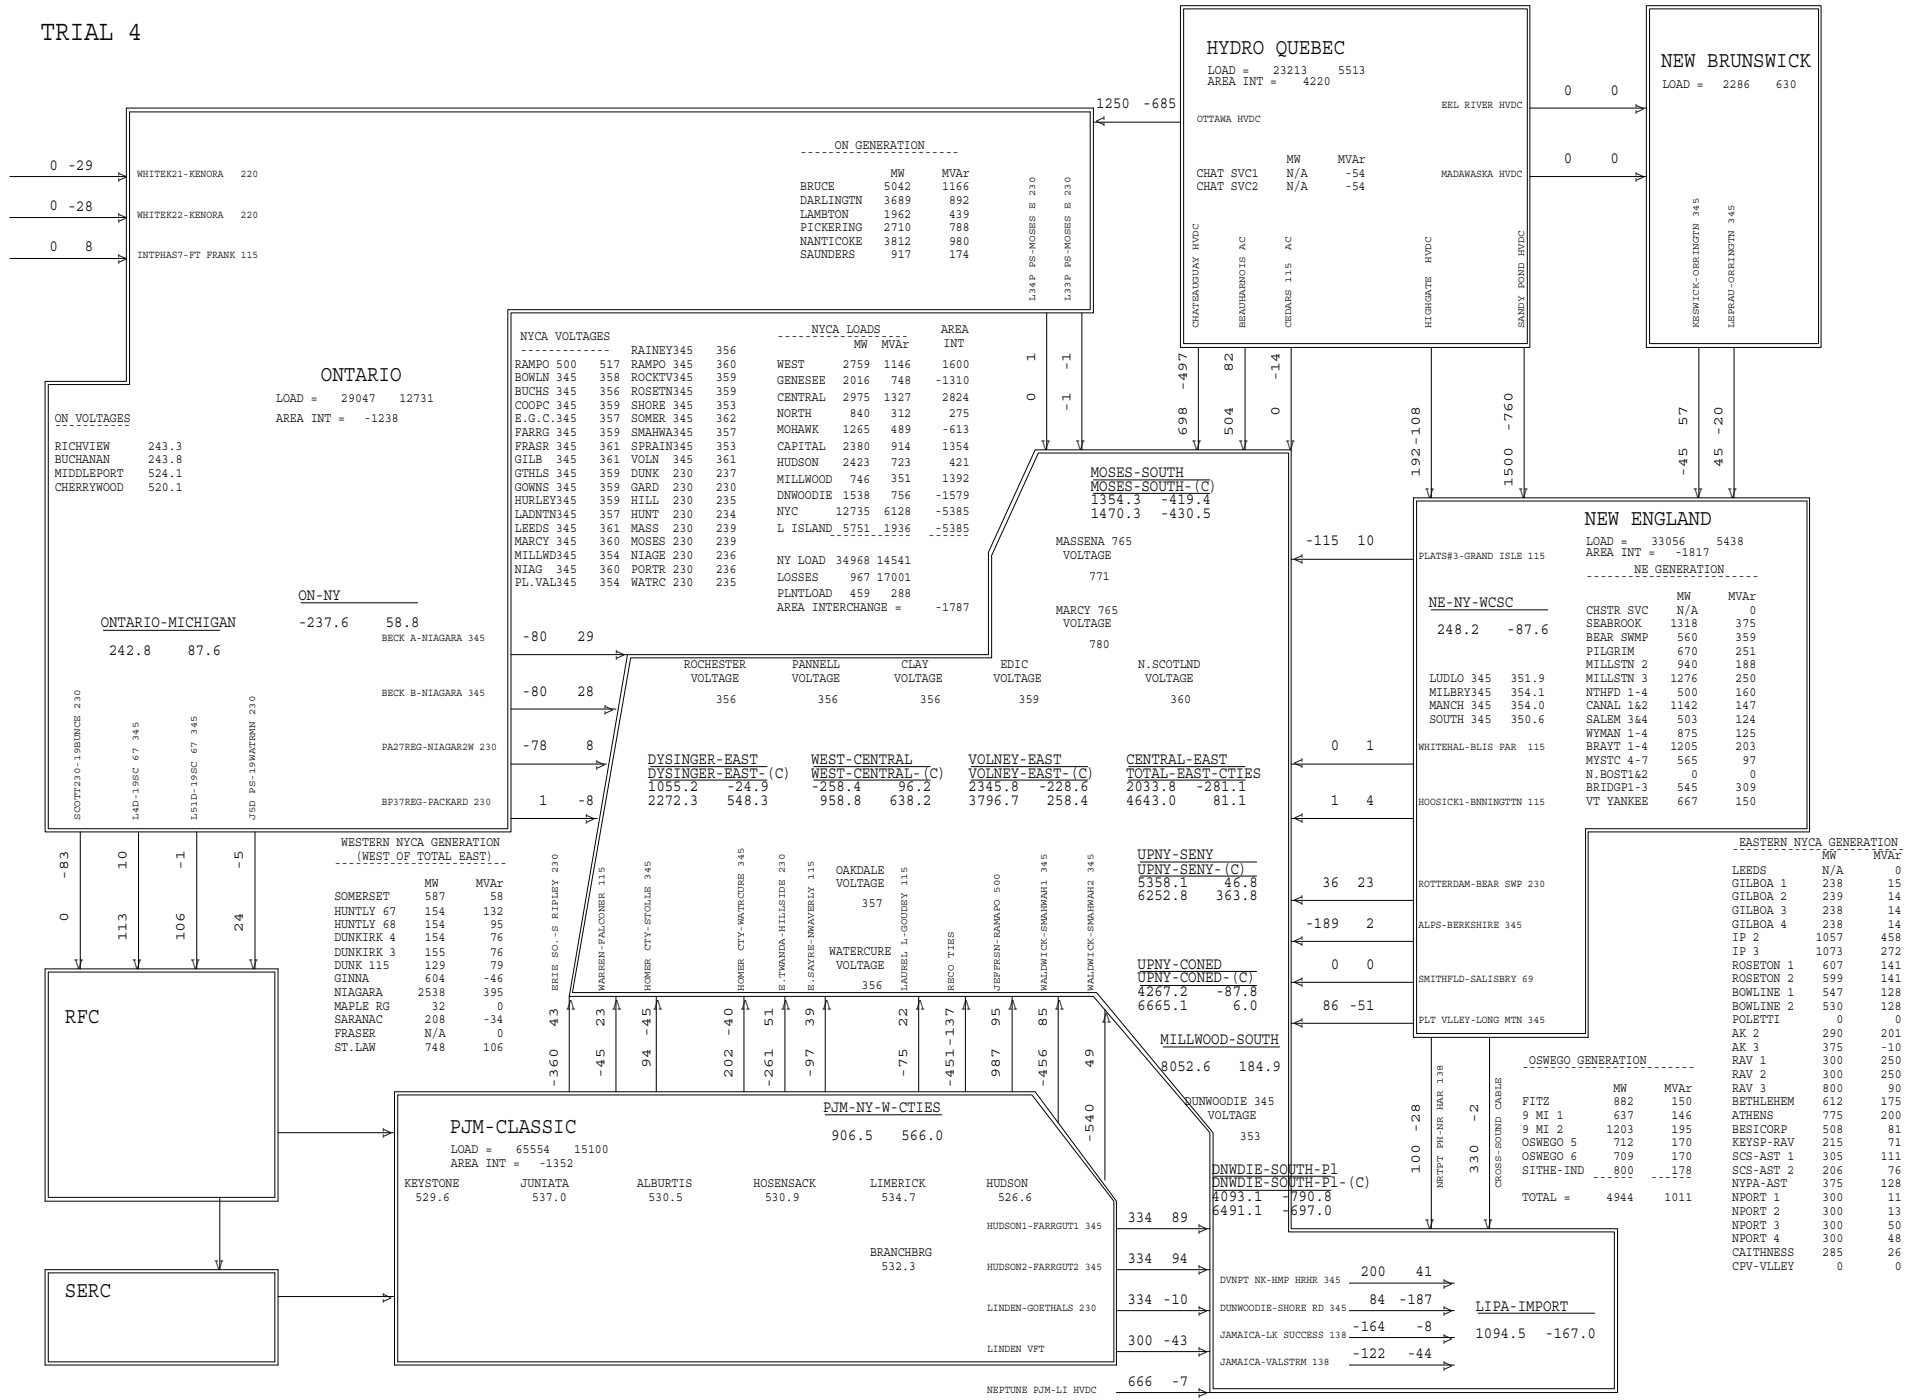 TRIAL 4
HYDRO QUEBEC
LOAD = 23213 5513
AREA INT = 4220
OTTAWA HVDC
1250 -685
EEL RIVER HVDC
0 0
MW MVAr
CHAT SVC1 N/A -54
CHAT SVC2 N/A -54
MADAWASKA HVDC
0 0
CHATEAUGUAY HVDC
BEAUHARNOIS AC
CEDARS 115 AC
HIGHGATE HVDC
SANDY POND HVDC
698 -497
504 82
0 -14
192-108
1500 -760
NEW BRUNSWICK
LOAD = 2286 630
KESWICK-ORRINGTN 345
LEPRAU-ORRINGTN 345
-45 57
45 -20
0 -29
WHITEK21-KENORA 220
0 -28
WHITEK22-KENORA 220
0 8
INTPHAS7-FT FRANK 115
ON GENERATION
MW MVAr
BRUCE 5042 1166
DARLINGTN 3689 892
LAMBTON 1962 439
PICKERING 2710 788
NANTICOKE 3812 980
SAUNDERS 917 174
L34P PS-MOSES E 230
L33P PS-MOSES E 230
0 1
-1 -1
ONTARIO
LOAD = 29047 12731
AREA INT = -1238
ON VOLTAGES
RICHVIEW 243.3
BUCHANAN 243.8
MIDDLEPORT 524.1
CHERRYWOOD 520.1
ON-NY
-237.6 58.8
ONTARIO-MICHIGAN
242.8 87.6
BECK A-NIAGARA 345
-80 29
BECK B-NIAGARA 345
-80 28
PA27REG-NIAGAR2W 230
-78 8
BP37REG-PACKARD 230
1 -8
SCOTT230-19BUNCE 230
L4D-19SC 67 345
L51D-19SC 67 345
J5D PS-19WATRMN 230
0 -83
113 10
106 -1
24 -5
NYCA VOLTAGES
RAINEY345 356
RAMPO 500 517 RAMPO 345 360
BOWLN 345 358 ROCKTV345 359
BUCHS 345 356 ROSETN345 359
COOPC 345 359 SHORE 345 353
E.G.C.345 357 SOMER 345 362
FARRG 345 359 SMAHWA345 357
FRASR 345 361 SPRAIN345 353
GILB 345 361 VOLN 345 361
GTHLS 345 359 DUNK 230 237
GOWNS 345 359 GARD 230 230
HURLEY345 359 HILL 230 235
LADNTN345 357 HUNT 230 234
LEEDS 345 361 MASS 230 239
MARCY 345 360 MOSES 230 239
MILLWD345 354 NIAGE 230 236
NIAG 345 360 PORTR 230 236
PL.VAL345 354 WATRC 230 235
NYCA LOADS AREA
MW MVAr INT
WEST 2759 1146 1600
GENESEE 2016 748 -1310
CENTRAL 2975 1327 2824
NORTH 840 312 275
MOHAWK 1265 489 -613
CAPITAL 2380 914 1354
HUDSON 2423 723 421
MILLWOOD 746 351 1392
DNWOODIE 1538 756 -1579
NYC 12735 6128 -5385
L ISLAND 5751 1936 -5385
NY LOAD 34968 14541
LOSSES 967 17001
PLNTLOAD 459 288
AREA INTERCHANGE = -1787
MOSES-SOUTH
MOSES-SOUTH-(C)
1354.3 -419.4
1470.3 -430.5
MASSENA 765
VOLTAGE
771
MARCY 765
VOLTAGE
780
ROCHESTER PANNELL CLAY EDIC N.SCOTLND
VOLTAGE VOLTAGE VOLTAGE VOLTAGE VOLTAGE
356 356 356 359 360
DYSINGER-EAST WEST-CENTRAL VOLNEY-EAST CENTRAL-EAST
DYSINGER-EAST-(C) WEST-CENTRAL-(C) VOLNEY-EAST-(C) TOTAL-EAST-CTIES
1055.2 -24.9 -258.4 96.2 2345.8 -228.6 2033.8 -281.1
2272.3 548.3 958.8 638.2 3796.7 258.4 4643.0 81.1
OAKDALE
VOLTAGE
357
WATERCURE
VOLTAGE
356
UPNY-SENY
UPNY-SENY-(C)
5358.1 46.8
6252.8 363.8
UPNY-CONED
UPNY-CONED-(C)
4267.2 -87.8
6665.1 6.0
MILLWOOD-SOUTH
8052.6 184.9
DUNWOODIE 345
VOLTAGE
353
DNWDIE-SOUTH-Pl
DNWDIE-SOUTH-Pl-(C)
4093.1 -790.8
6491.1 -697.0
ERIE SO.-S RIPLEY 230
WARREN-FALCONER 115
HOMER CTY-STOLLE 345
HOMER CTY-WATRCURE 345
E.TWANDA-HILLSIDE 230
E.SAYRE-NWAVERLY 115
LAUREL L-GOUDEY 115
RECO TIES
JEFFRSN-RAMAPO 500
WALDWICK-SMAHWAH1 345
WALDWICK-SMAHWAH2 345
-360 43
-45 23
94 -45
202 -40
-261 51
-97 39
-75 22
-451-137
987 95
-456 85
-540 49
NEW ENGLAND
LOAD = 33056 5438
AREA INT = -1817
NE GENERATION
MW MVAr
CHSTR SVC N/A 0
SEABROOK 1318 375
BEAR SWMP 560 359
PILGRIM 670 251
MILLSTN 2 940 188
MILLSTN 3 1276 250
NTHFD 1-4 500 160
CANAL 1&2 1142 147
SALEM 3&4 503 124
WYMAN 1-4 875 125
BRAYT 1-4 1205 203
MYSTC 4-7 565 97
N.BOST1&2 0 0
BRIDGP1-3 545 309
VT YANKEE 667 150
NE-NY-WCSC
248.2 -87.6
LUDLO 345 351.9
MILBRY345 354.1
MANCH 345 354.0
SOUTH 345 350.6
-115 10
PLATS#3-GRAND ISLE 115
0 1
WHITEHAL-BLIS PAR 115
1 4
HOOSICK1-BNNINGTTN 115
36 23
ROTTERDAM-BEAR SWP 230
-189 2
ALPS-BERKSHIRE 345
0 0
SMITHFLD-SALISBRY 69
86 -51
PLT VLLEY-LONG MTN 345
NRTPT PH-NR HAR 138
CROSS-SOUND CABLE
100 -28
330 -2
WESTERN NYCA GENERATION
(WEST OF TOTAL EAST)
MW MVAr
SOMERSET 587 58
HUNTLY 67 154 132
HUNTLY 68 154 95
DUNKIRK 4 154 76
DUNKIRK 3 155 76
DUNK 115 129 79
GINNA 604 -46
NIAGARA 2538 395
MAPLE RG 32 0
SARANAC 208 -34
FRASER N/A 0
ST.LAW 748 106
EASTERN NYCA GENERATION
MW MVAr
LEEDS N/A 0
GILBOA 1 238 15
GILBOA 2 239 14
GILBOA 3 238 14
GILBOA 4 238 14
IP 2 1057 458
IP 3 1073 272
ROSETON 1 607 141
ROSETON 2 599 141
BOWLINE 1 547 128
BOWLINE 2 530 128
POLETTI 0 0
AK 2 290 201
AK 3 375 -10
RAV 1 300 250
RAV 2 300 250
RAV 3 800 90
BETHLEHEM 612 175
ATHENS 775 200
BESICORP 508 81
KEYSP-RAV 215 71
SCS-AST 1 305 111
SCS-AST 2 206 76
NYPA-AST 375 128
NPORT 1 300 11
NPORT 2 300 13
NPORT 3 300 50
NPORT 4 300 48
CAITHNESS 285 26
CPV-VLLEY 0 0
OSWEGO GENERATION
MW MVAr
FITZ 882 150
9 MI 1 637 146
9 MI 2 1203 195
OSWEGO 5 712 170
OSWEGO 6 709 170
SITHE-IND 800 178
TOTAL = 4944 1011
RFC
SERC
PJM-CLASSIC
LOAD = 65554 15100
AREA INT = -1352
PJM-NY-W-CTIES
906.5 566.0
KEYSTONE JUNIATA ALBURTIS HOSENSACK LIMERICK HUDSON
529.6 537.0 530.5 530.9 534.7 526.6
BRANCHBRG
532.3
HUDSON1-FARRGUT1 345
334 89
HUDSON2-FARRGUT2 345
334 94
LINDEN-GOETHALS 230
334 -10
LINDEN VFT
300 -43
NEPTUNE PJM-LI HVDC
666 -7
DVNPT NK-HMP HRHR 345
200 41
DUNWOODIE-SHORE RD 345
84 -187
JAMAICA-LK SUCCESS 138
-164 -8
JAMAICA-VALSTRM 138
-122 -44
LIPA-IMPORT
1094.5 -167.0